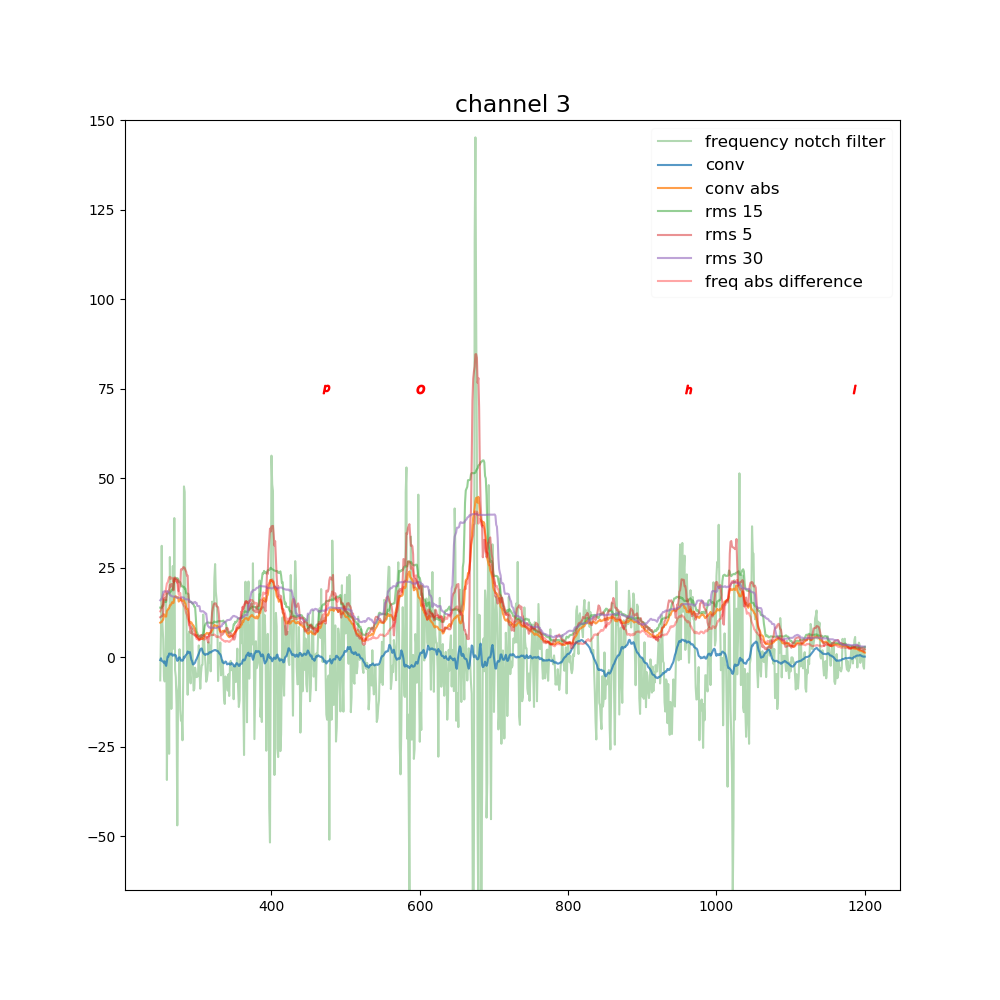 channel 3
150
125
100
75
50
25
0
−25
−50
400 600 800 1000 1200
frequency notch filter
conv
conv abs
rms 15
rms 5
rms 30
freq abs difference
p O h l